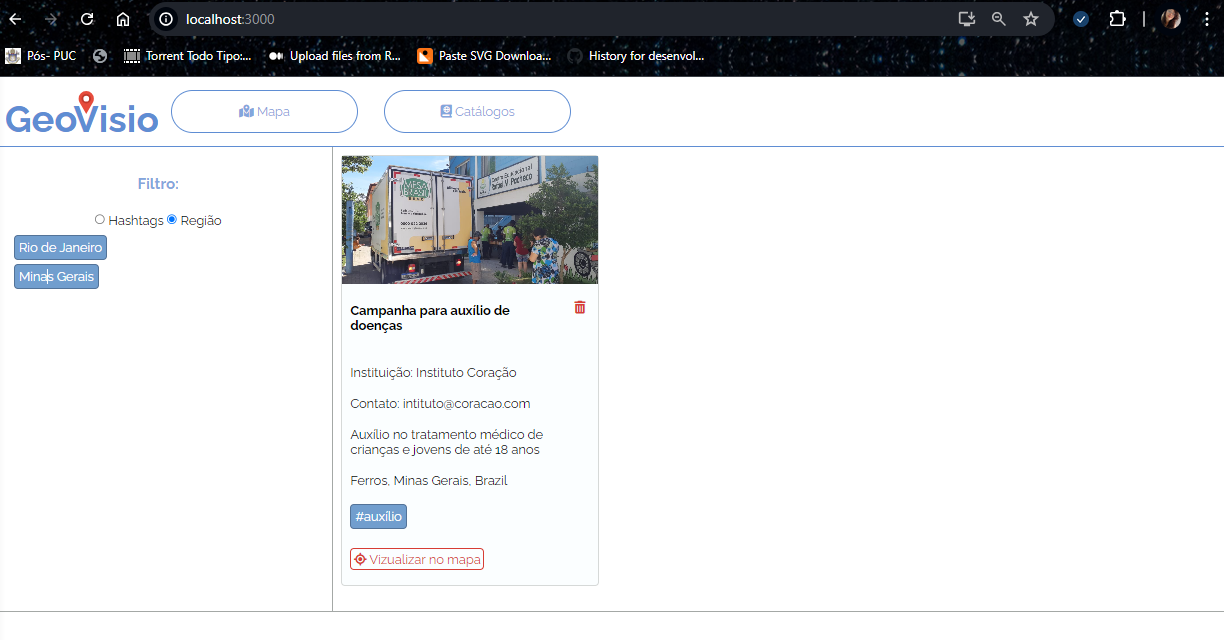 localhost:3000
Pós- PUC
Torrent Todo Tipo:...
Upload files from R...
Paste SVG Downloa...
History for desenvol...
GeoVisio
Mapa
Catálogos
Filtro:
Hashtags Região
Rio de Janeiro
Minas Gerais
Centro Educacional
V Pacheco
Campanha para auxílio de
doenças
Instituição: Instituto Coração
Contato: intituto@coracao.com
Auxílio no tratamento médico de
crianças e jovens de até 18 anos
Ferros, Minas Gerais, Brazil
#auxílio
Vizualizar no mapa